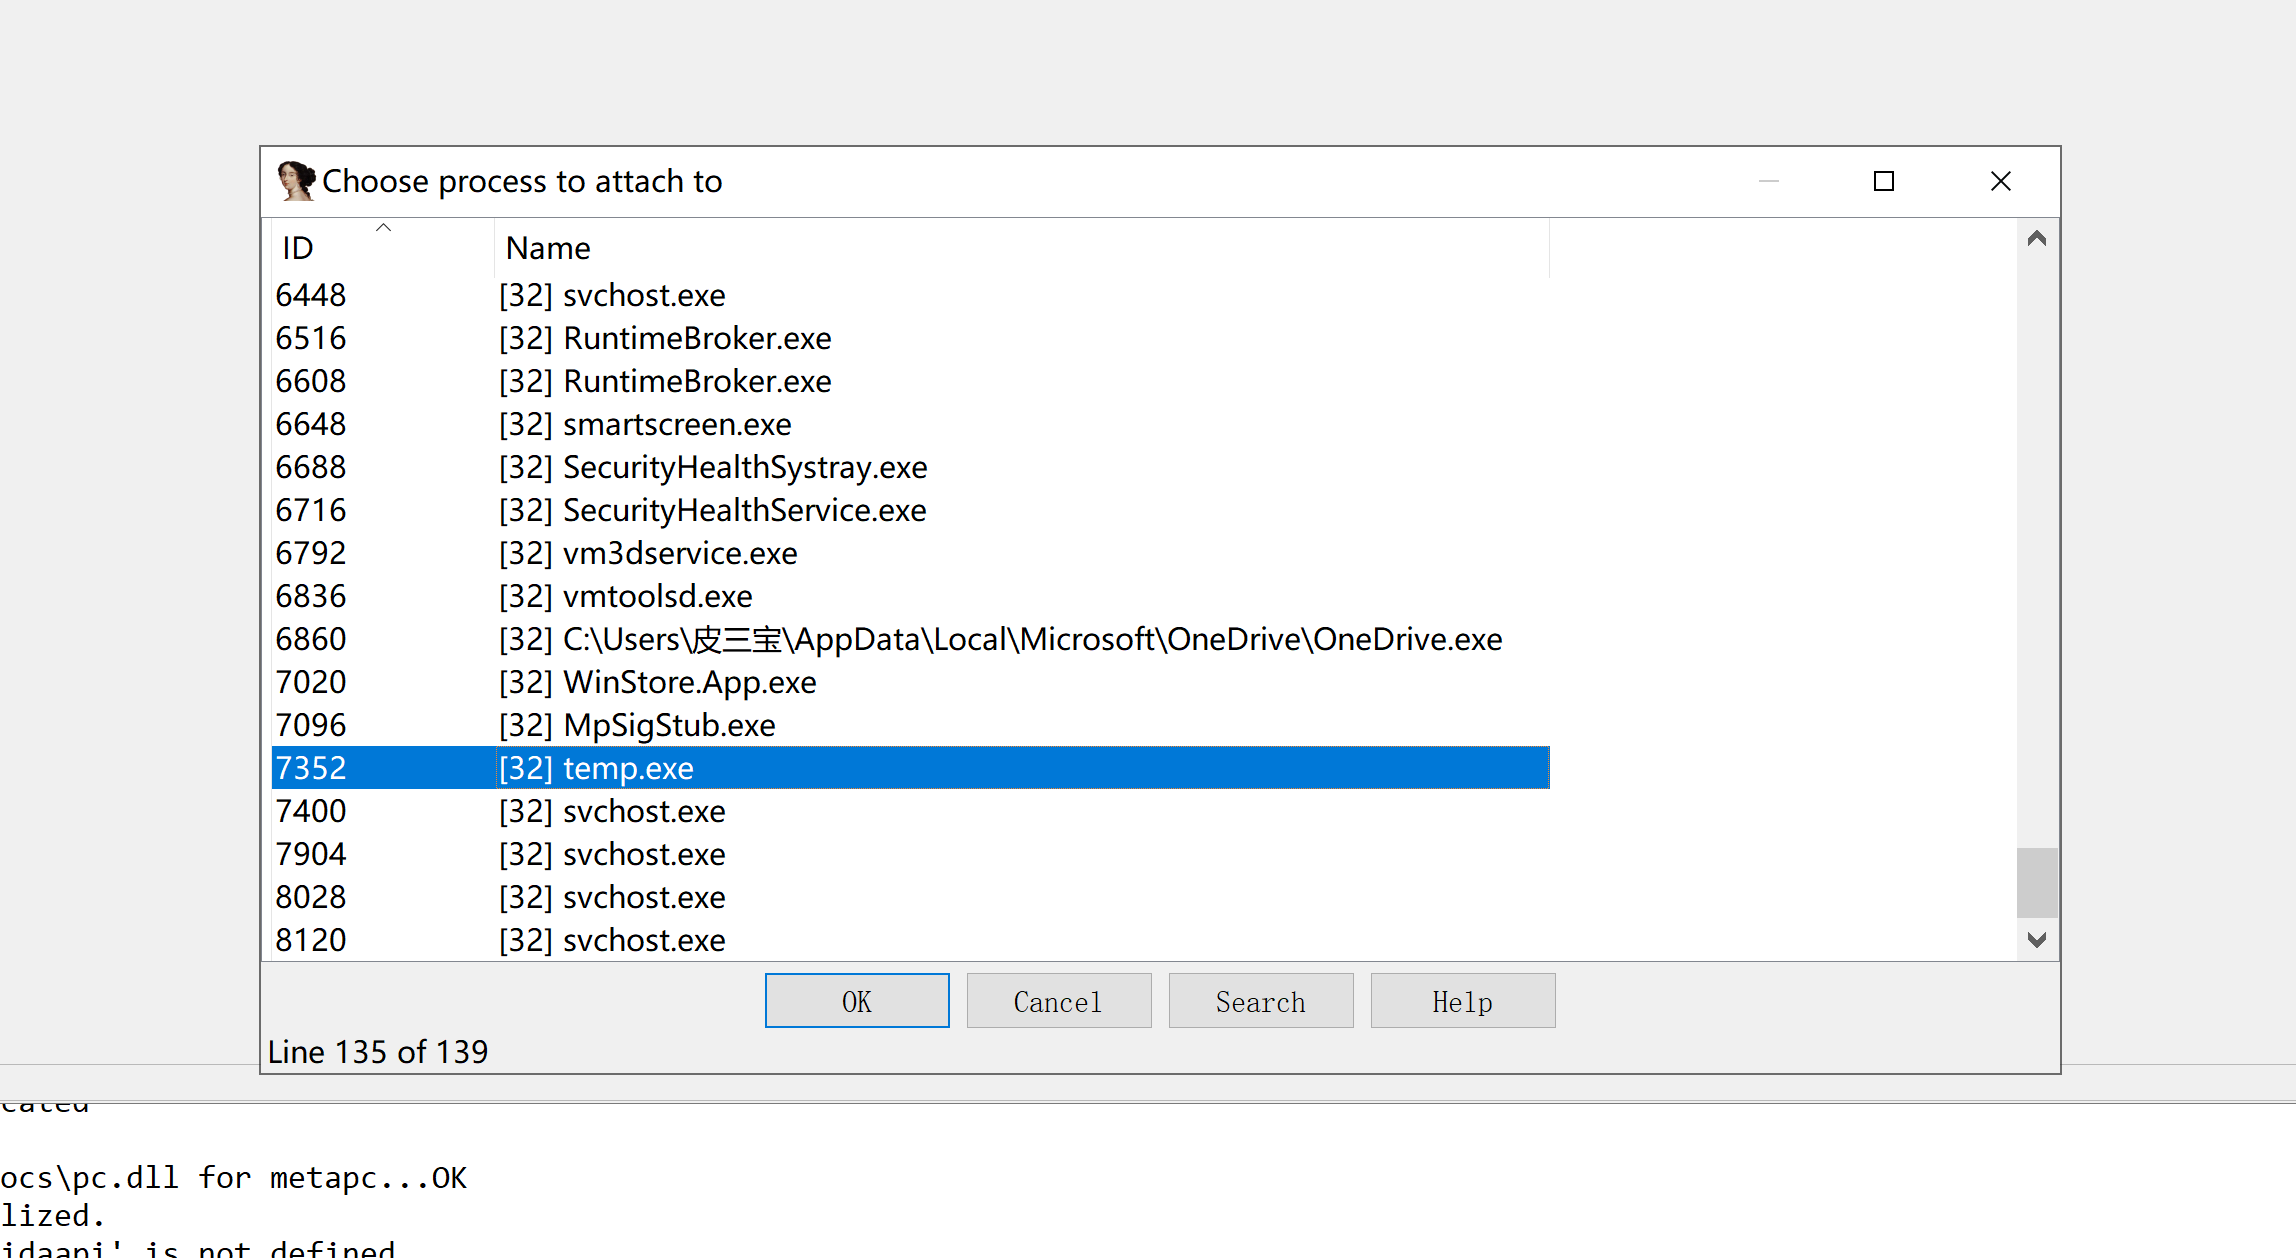 Choose process to attach to
ID Name
6448 [32] svchost.exe
6516 [32] RuntimeBroker.exe
6608 [32] RuntimeBroker.exe
6648 [32] smartscreen.exe
6688 [32] SecurityHealthSystray.exe
6716 [32] SecurityHealthService.exe
6792 [32] vm3dservice.exe
6836 [32] vmtoolsd.exe
6860 [32] C:\Users\皮三宝\AppData\Local\Microsoft\OneDrive\OneDrive.exe
7020 [32] WinStore.App.exe
7096 [32] MpSigStub.exe
7352 [32] temp.exe
7400 [32] svchost.exe
7904 [32] svchost.exe
8028 [32] svchost.exe
8120 [32] svchost.exe
OK Cancel Search Help
Line 135 of 139
cated
ocs\pc.dll for metapc...OK
lized.
idaapi' is not defined